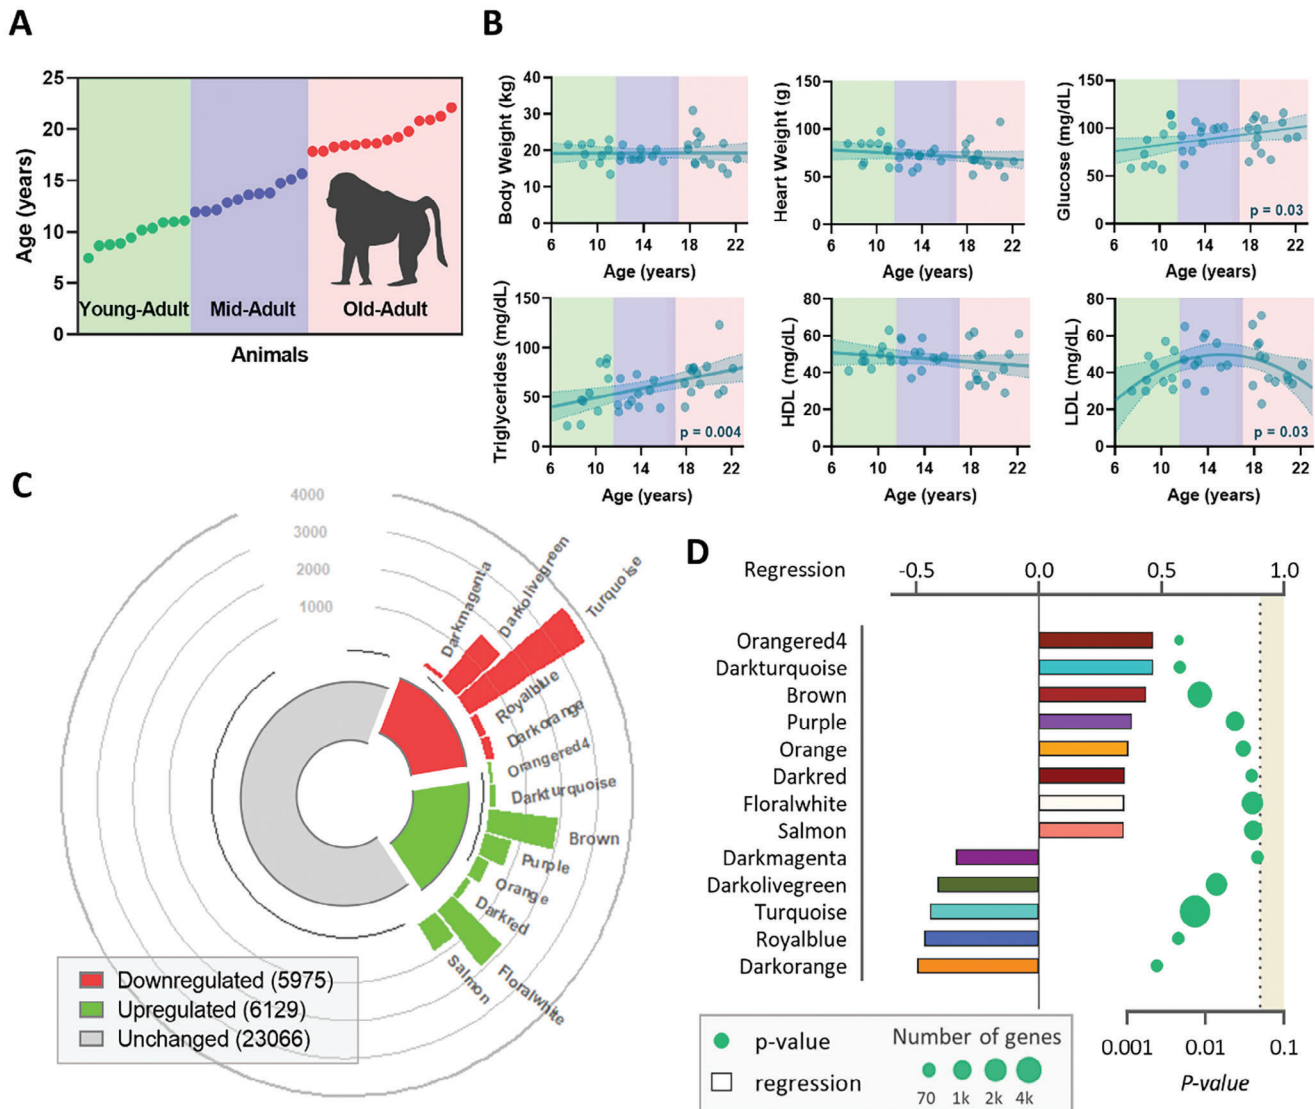 A
Age (years)
25
20
15
10
5
0
Young-Adult
Mid-Adult
Old-Adult
Animals
B
Body Weight (kg)
40
30
20
10
0
6 10 14 18 22
Age (years)
Heart Weight (g)
150
100
50
0
6 10 14 18 22
Age (years)
Glucose (mg/dL)
150
100
50
0
p = 0.03
6 10 14 18 22
Age (years)
Triglycerides (mg/dL)
150
100
50
0
p = 0.004
6 10 14 18 22
Age (years)
HDL (mg/dL)
80
60
40
20
0
6 10 14 18 22
Age (years)
LDL (mg/dL)
80
60
40
20
0
p = 0.03
6 10 14 18 22
Age (years)
C
4000
3000
2000
1000
Darkmagenta
Darkolivegreen
Turquoise
Royalblue
Darkorange
Orangered4
Darkturquoise
Brown
Purple
Orange
Darkred
Floralwhite
Salmon
Downregulated (5975)
Upregulated (6129)
Unchanged (23066)
D
Regression
-0.5 0.0 0.5 1.0
Orangered4
Darkturquoise
Brown
Purple
Orange
Darkred
Floralwhite
Salmon
Darkmagenta
Darkolivegreen
Turquoise
Royalblue
Darkorange
0.001 0.01 0.1
P-value
p-value
regression
Number of genes
70 1k 2k 4k